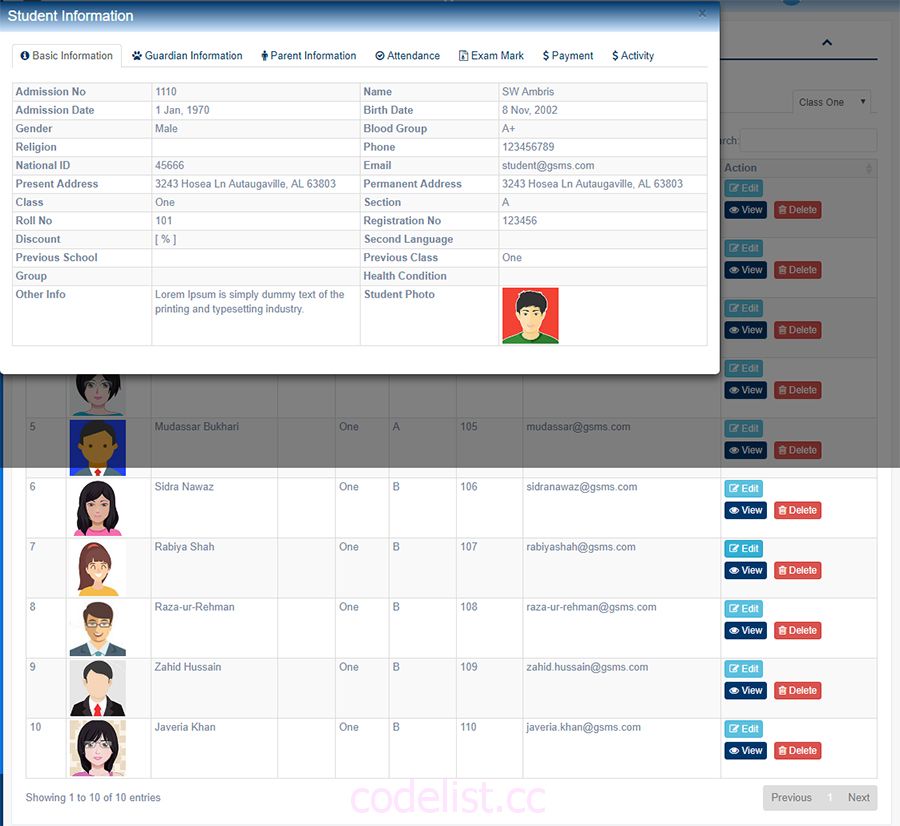 Student Information ×
Basic Information Guardian Information Parent Information Attendance Exam Mark $ Payment $ Activity
Class One
Admission No 1110 Name SW Ambris
Admission Date 1 Jan, 1970 Birth Date 8 Nov, 2002
Gender Male Blood Group A+
Religion Phone 123456789
rch:
National ID 45666 Email student@gsms.com
Action
Present Address 3243 Hosea Ln Autaugaville, AL 63803 Permanent Address 3243 Hosea Ln Autaugaville, AL 63803
Edit
Class One Section A
View Delete
Roll No 101 Registration No 123456
Discount [ % ] Second Language
Edit
Previous School Previous Class One
View Delete
Group Health Condition
Other Info Lorem Ipsum is simply dummy text of the Student Photo
printing and typesetting industry.
Edit
View Delete
Edit
View Delete
5 Mudassar Bukhari One A 105 mudassar@gsms.com Edit
View Delete
6 Sidra Nawaz One B 106 sidranawaz@gsms.com Edit
View Delete
7 Rabiya Shah One B 107 rabiyashah@gsms.com Edit
View Delete
8 Raza-ur-Rehman One B 108 raza-ur-rehman@gsms.com Edit
View Delete
9 Zahid Hussain One B 109 zahid.hussain@gsms.com Edit
View Delete
10 Javeria Khan One B 110 javeria.khan@gsms.com Edit
View Delete
Showing 1 to 10 of 10 entries Previous 1 Next
codelist.cc